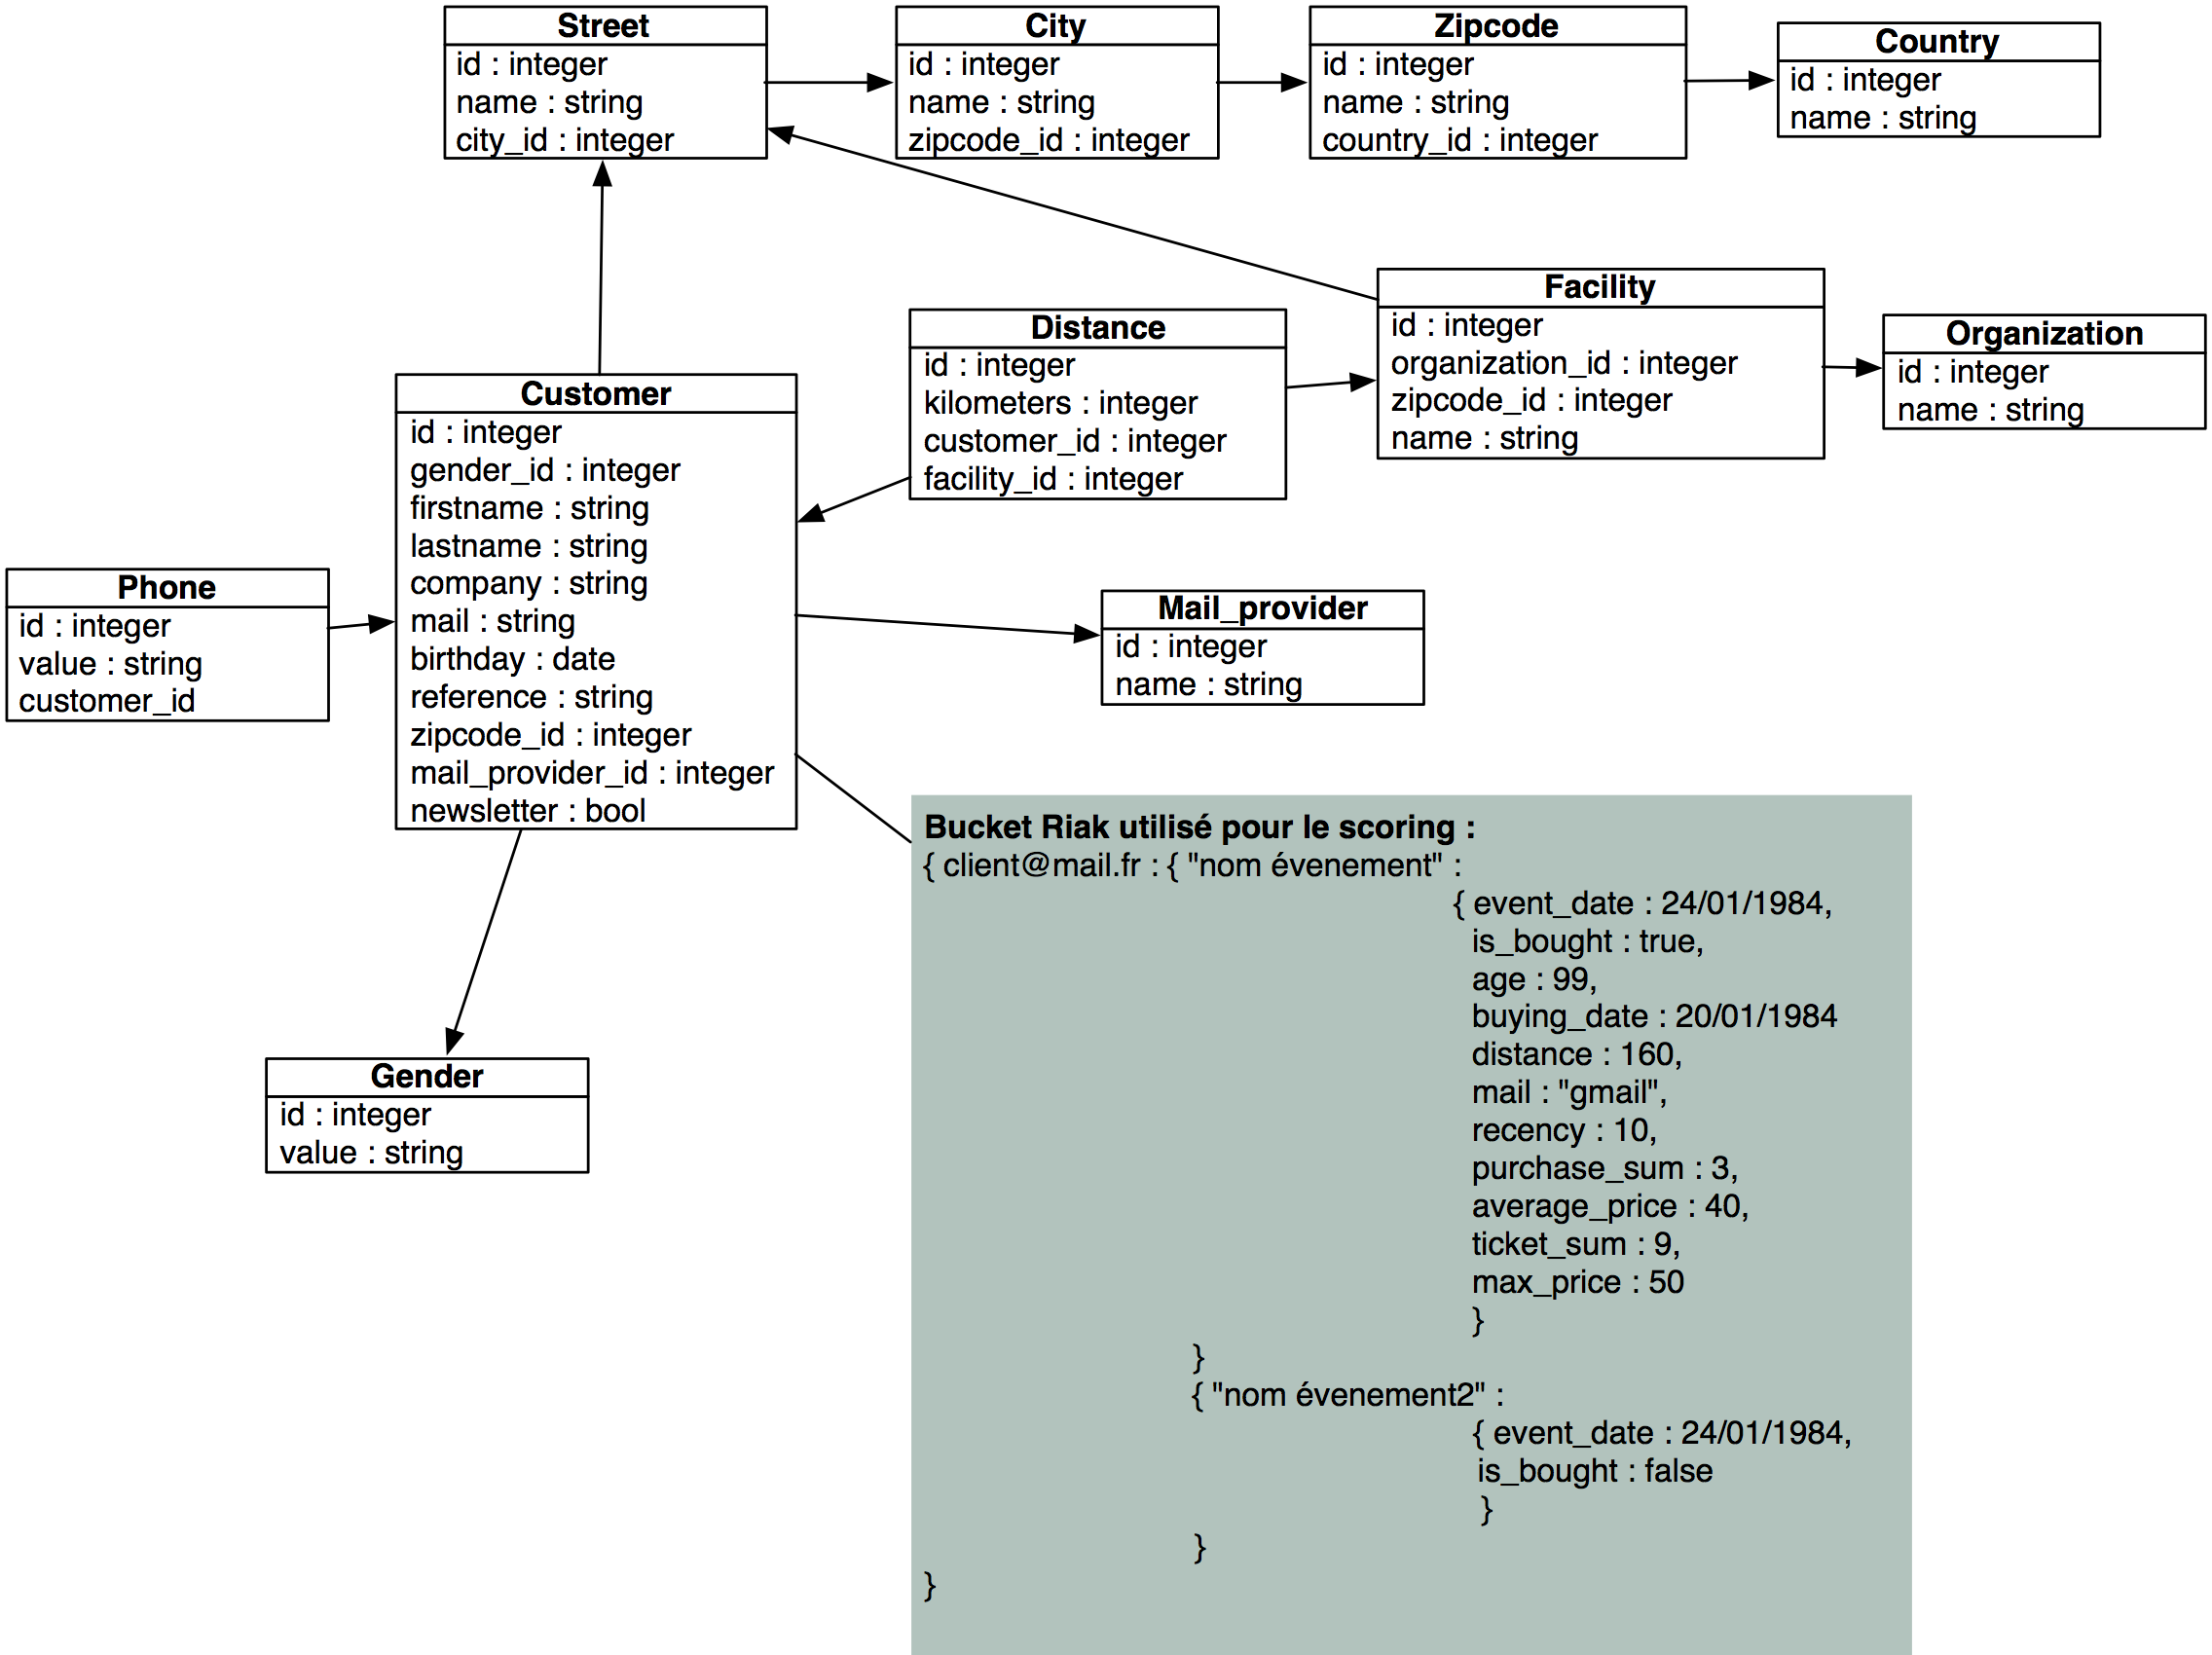 Street
id : integer
name : string
city_id : integer
City
id : integer
name : string
zipcode_id : integer
Zipcode
id : integer
name : string
country_id : integer
Country
id : integer
name : string
Facility
id : integer
organization_id : integer
zipcode_id : integer
name : string
Organization
id : integer
name : string
Distance
id : integer
kilometers : integer
customer_id : integer
facility_id : integer
Customer
id : integer
gender_id : integer
firstname : string
lastname : string
company : string
mail : string
birthday : date
reference : string
zipcode_id : integer
mail_provider_id : integer
newsletter : bool
Phone
id : integer
value : string
customer_id
Mail_provider
id : integer
name : string
Gender
id : integer
value : string
Bucket Riak utilisé pour le scoring :
{ client@mail.fr : { "nom évenement" :
{ event_date : 24/01/1984,
is_bought : true,
age : 99,
buying_date : 20/01/1984
distance : 160,
mail : "gmail",
recency : 10,
purchase_sum : 3,
average_price : 40,
ticket_sum : 9,
max_price : 50
}
}
{ "nom évenement2" :
{ event_date : 24/01/1984,
is_bought : false
}
}
}